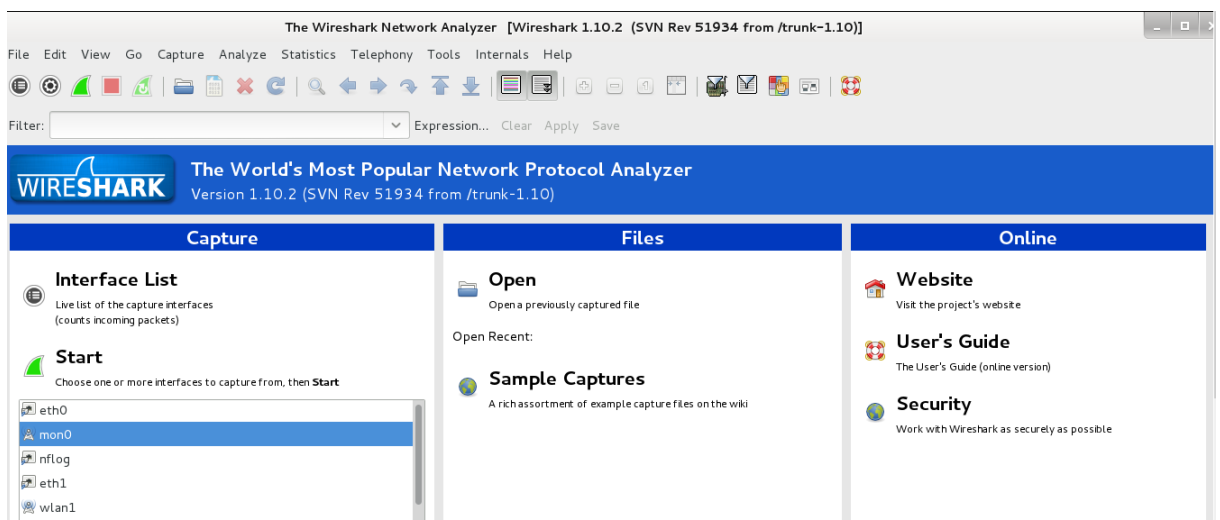 The Wireshark Network Analyzer [Wireshark 1.10.2 (SVN Rev 51934 from /trunk-1.10)]
File Edit View Go Capture Analyze Statistics Telephony Tools Internals Help
Filter:
Expression... Clear Apply Save
WIRESHARK
The World's Most Popular Network Protocol Analyzer
Version 1.10.2 (SVN Rev 51934 from /trunk-1.10)
Capture
Interface List
Live list of the capture interfaces
(counts incoming packets)
Start
Choose one or more interfaces to capture from, then Start
eth0
mon0
nflog
eth1
wlan1
Files
Open
Open a previously captured file
Open Recent:
Sample Captures
A rich assortment of example capture files on the wiki
Online
Website
Visit the project's website
User's Guide
The User's Guide (online version)
Security
Work with Wireshark as securely as possible